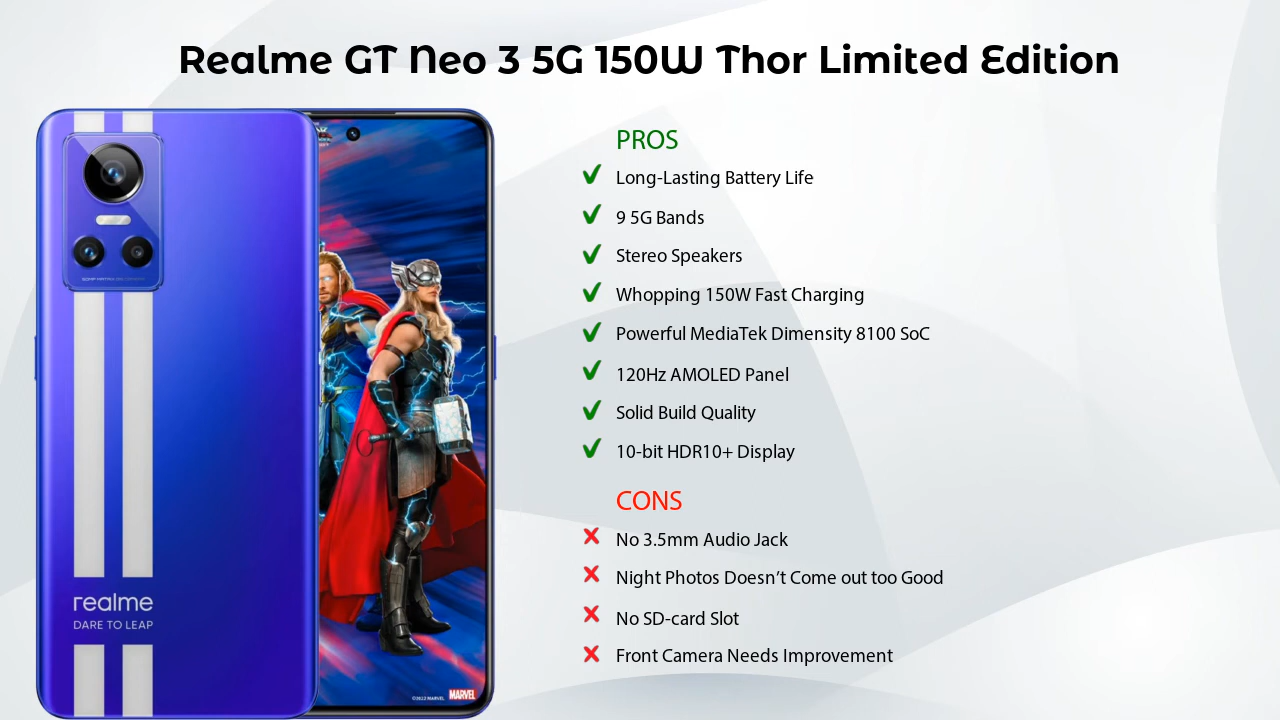 Realme GT Neo 3 5G 150W Thor Limited Edition
PROS
Long-Lasting Battery Life
9 5G Bands
Stereo Speakers
Whopping 150W Fast Charging
Powerful MediaTek Dimensity 8100 SoC
120Hz AMOLED Panel
Solid Build Quality
10-bit HDR10+ Display
CONS
No 3.5mm Audio Jack
Night Photos Doesn’t Come out too Good
No SD-card Slot
Front Camera Needs Improvement
realme
DARE TO LEAP
©2022 MARVEL
MARVEL